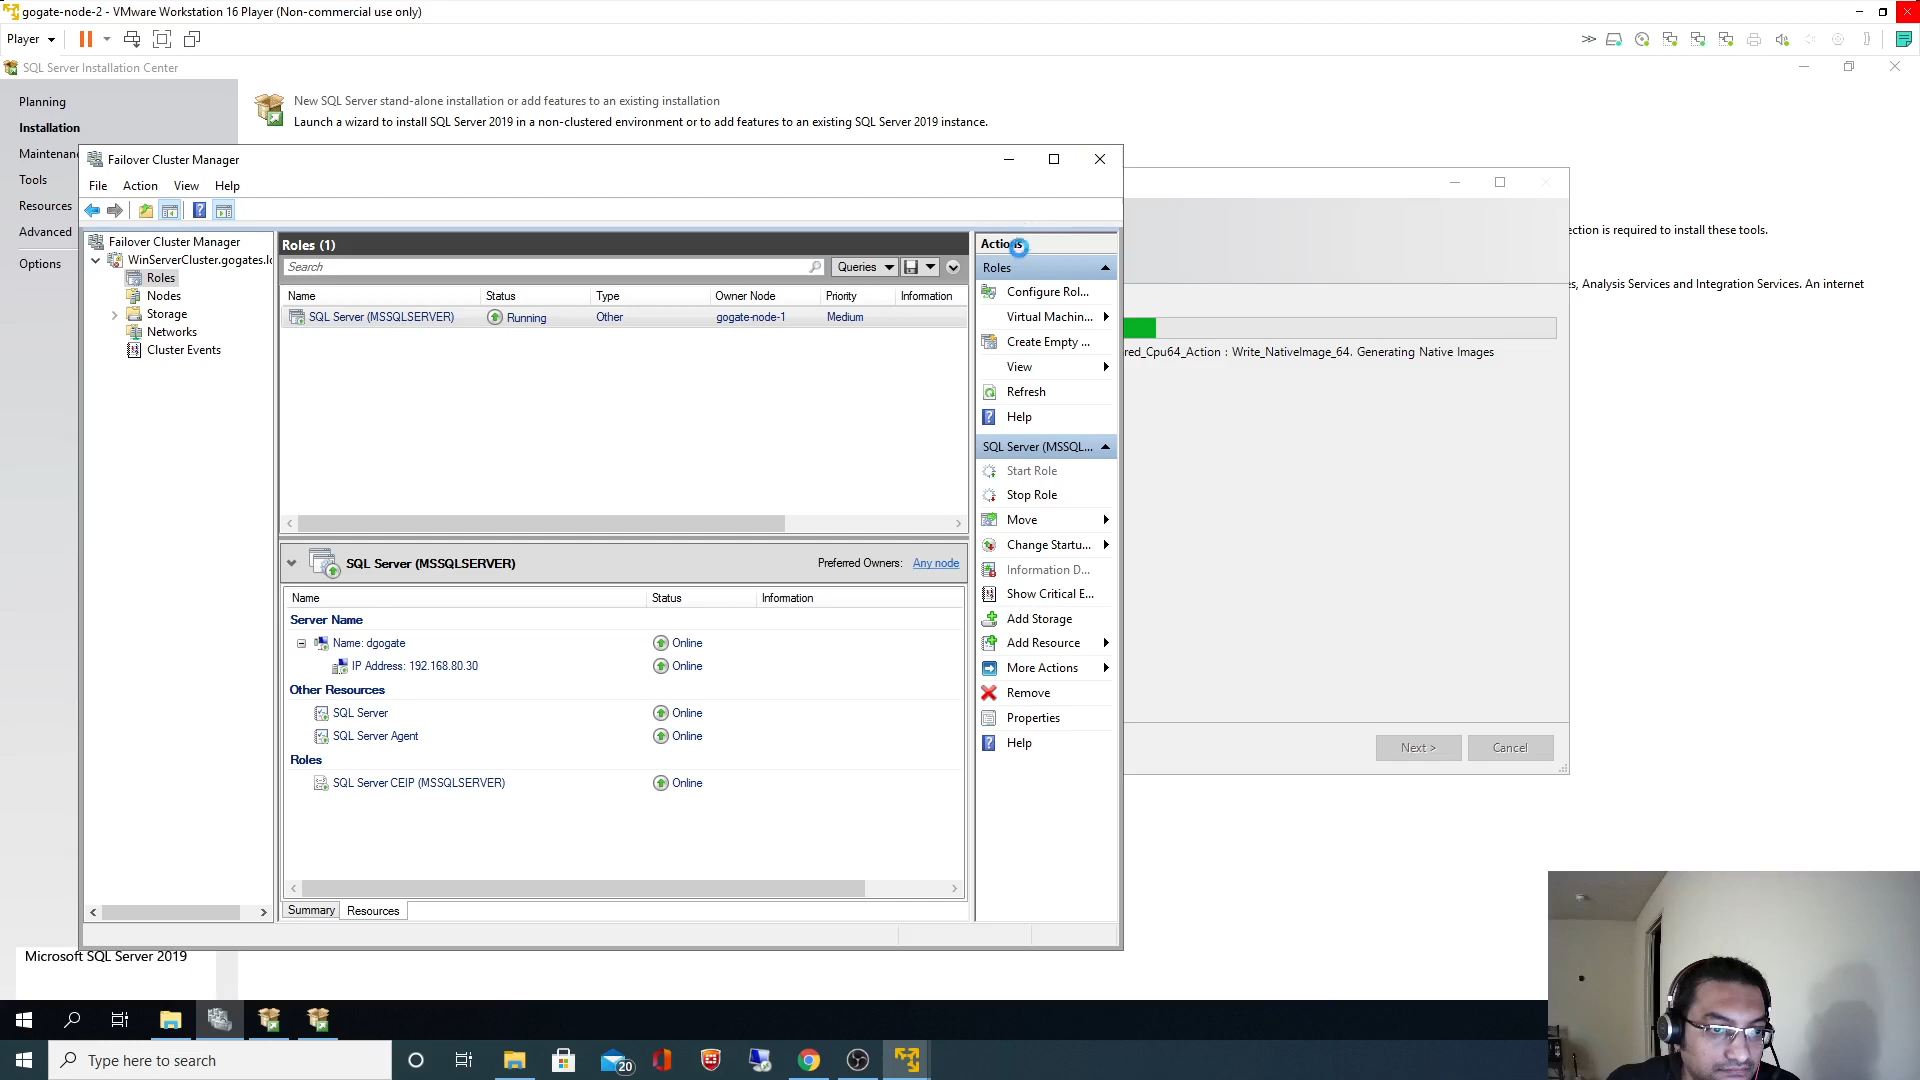 gogate-node-2 - VMware Workstation 16 Player (Non-commercial use only)
Player
SQL Server Installation Center
Planning
Installation
Maintenan
Tools
Resources
Advanced
Options
New SQL Server stand-alone installation or add features to an existing installation
Launch a wizard to install SQL Server 2019 in a non-clustered environment or to add features to an existing SQL Server 2019 instance.
ction is required to install these tools.
s, Analysis Services and Integration Services. An internet
Failover Cluster Manager
File Action View Help
Failover Cluster Manager
WinServerCluster.gogates.lo
Roles
Nodes
Storage
Networks
Cluster Events
Roles (1)
Search
Queries
Name Status Type Owner Node Priority Information
SQL Server (MSSQLSERVER) Running Other gogate-node-1 Medium
SQL Server (MSSQLSERVER)
Preferred Owners: Any node
Name Status Information
Server Name
Name: dgogate Online
IP Address: 192.168.80.30 Online
Other Resources
SQL Server Online
SQL Server Agent Online
Roles
SQL Server CEIP (MSSQLSERVER) Online
Summary Resources
Actions
Roles
Configure Rol...
Virtual Machin...
Create Empty ...
View
Refresh
Help
SQL Server (MSSQL...
Start Role
Stop Role
Move
Change Startu...
Information D...
Show Critical E...
Add Storage
Add Resource
More Actions
Remove
Properties
Help
red_Cpu64_Action : Write_NativeImage_64. Generating Native Images
Next >
Cancel
Microsoft SQL Server 2019
Type here to search
20